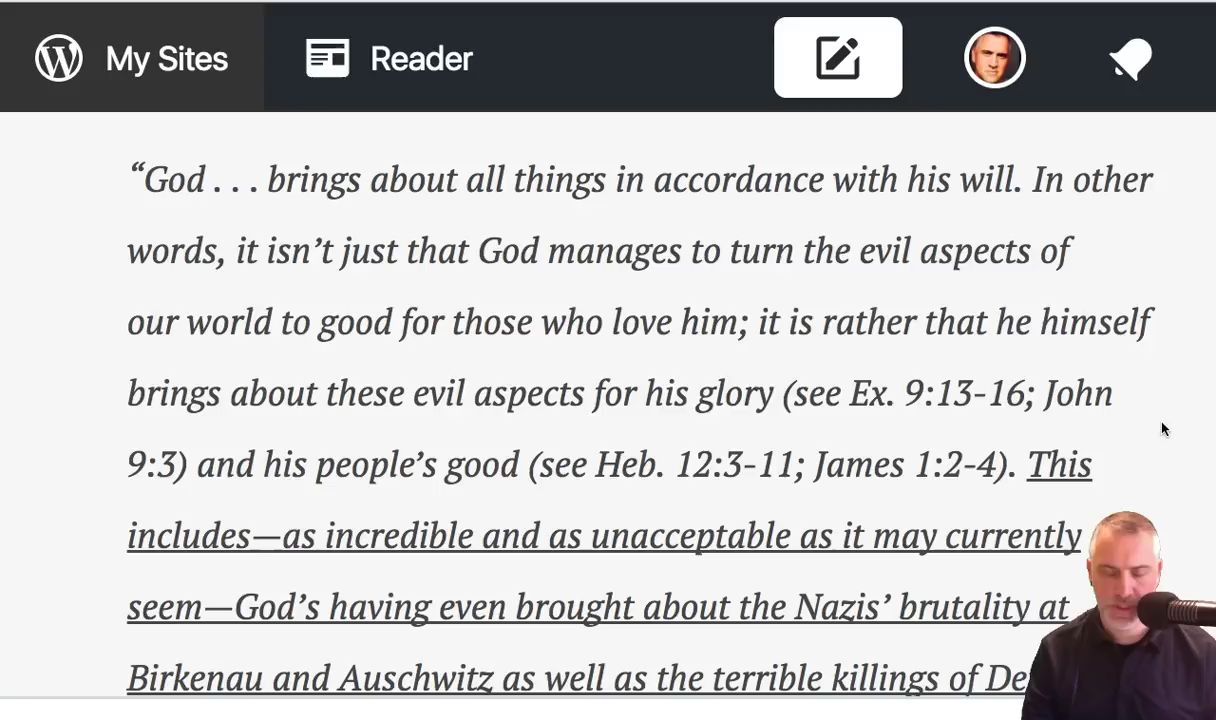 My Sites
Reader
“God . . . brings about all things in accordance with his will. In other
words, it isn’t just that God manages to turn the evil aspects of
our world to good for those who love him; it is rather that he himself
brings about these evil aspects for his glory (see Ex. 9:13-16; John
9:3) and his people’s good (see Heb. 12:3-11; James 1:2-4). This
includes—as incredible and as unacceptable as it may currently
seem—God’s having even brought about the Nazis’ brutality at
Birkenau and Auschwitz as well as the terrible killings of